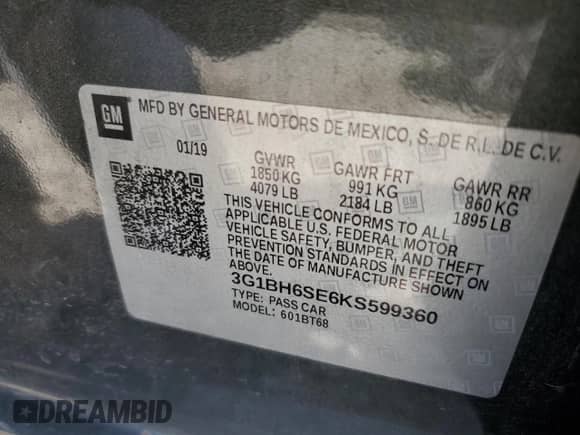 GM
MFD BY GENERAL MOTORS DE MEXICO, S. DE R.L. DE C.V.
01/19
GVWR GAWR FRT GAWR RR
1850 KG 991 KG 860 KG
4079 LB 2184 LB 1895 LB
THIS VEHICLE CONFORMS TO ALL
APPLICABLE U.S. FEDERAL MOTOR
VEHICLE SAFETY, BUMPER, AND THEFT
PREVENTION STANDARDS IN EFFECT ON
THE DATE OF MANUFACTURE SHOWN
ABOVE.
3G1BH6SE6KS599360
TYPE: PASS CAR
MODEL: 601BT68
DREAMBID